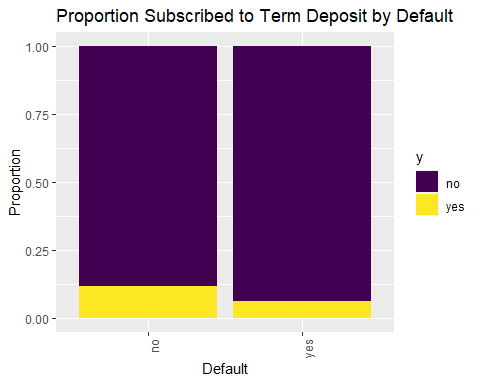 Proportion Subscribed to Term Deposit by Default
1.00
0.75
0.50
0.25
0.00
Proportion
no
yes
Default
y
no
yes